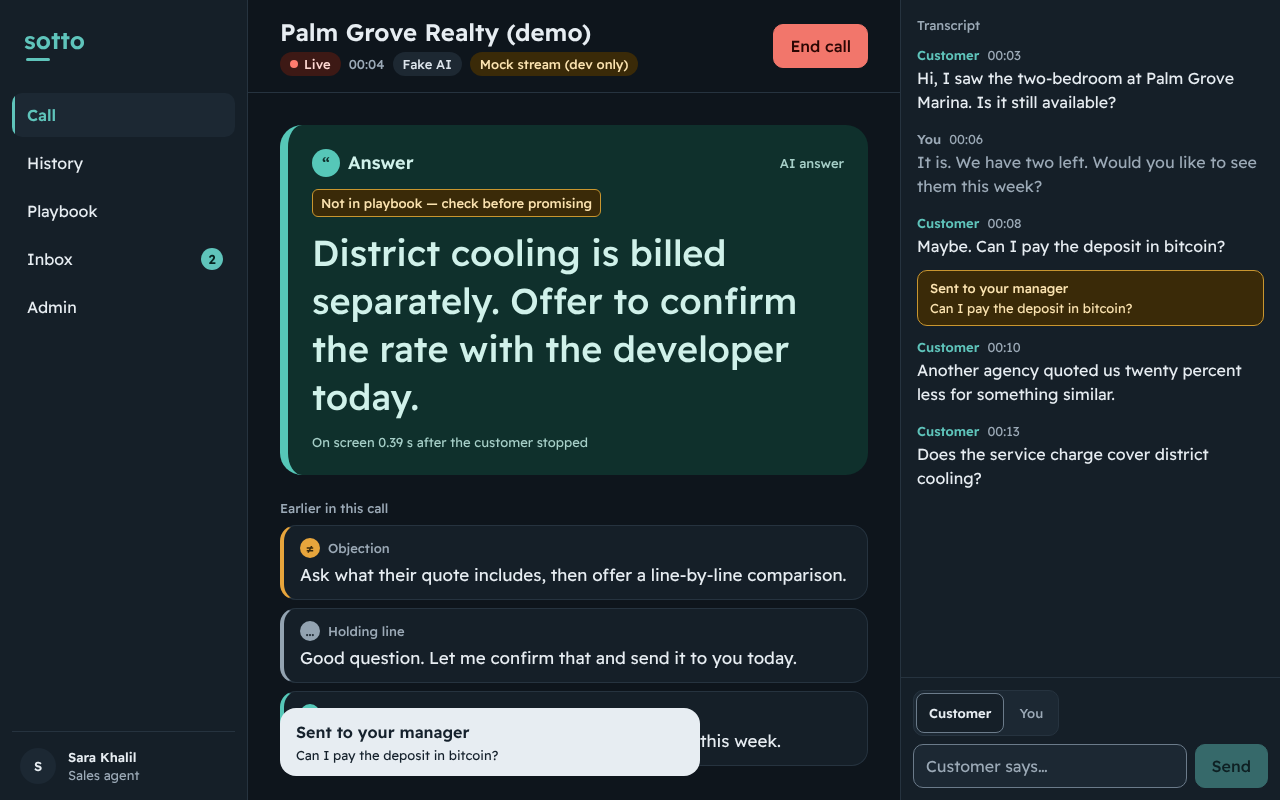 sotto
Call
History
Playbook
Inbox
2
Admin
S
Sara Khalil
Sales agent
Palm Grove Realty (demo)
Live
00:04
Fake AI
Mock stream (dev only)
End call
“
Answer
AI answer
Not in playbook — check before promising
District cooling is billed
separately. Offer to confirm
the rate with the developer
today.
On screen 0.39 s after the customer stopped
Earlier in this call
≠
Objection
Ask what their quote includes, then offer a line-by-line comparison.
…
Holding line
Good question. Let me confirm that and send it to you today.
this week.
Sent to your manager
Can I pay the deposit in bitcoin?
Transcript
Customer 00:03
Hi, I saw the two-bedroom at Palm Grove
Marina. Is it still available?
You 00:06
It is. We have two left. Would you like to see
them this week?
Customer 00:08
Maybe. Can I pay the deposit in bitcoin?
Sent to your manager
Can I pay the deposit in bitcoin?
Customer 00:10
Another agency quoted us twenty percent
less for something similar.
Customer 00:13
Does the service charge cover district
cooling?
Customer
You
Customer says…
Send